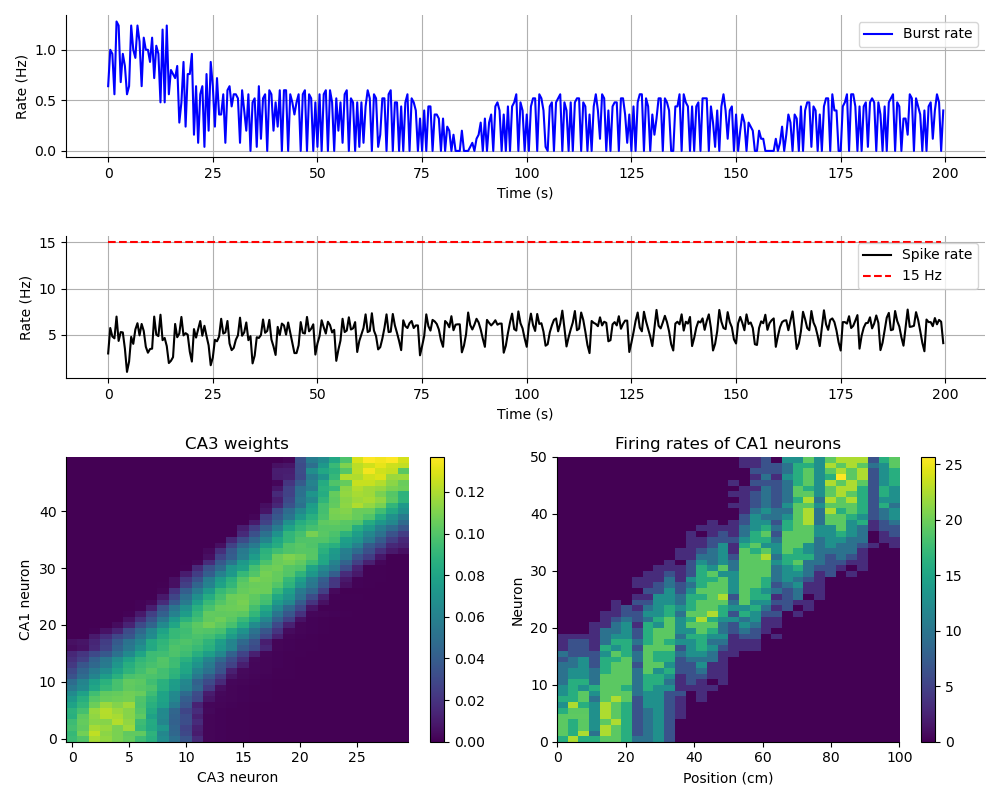 Burst rate
1.0
0.5
0.0
Rate (Hz)
0 25 50 75 100 125 150 175 200
Time (s)
Spike rate
15 Hz
15
10
5
Rate (Hz)
0 25 50 75 100 125 150 175 200
Time (s)
CA3 weights
40
30
20
10
0
CA1 neuron
0 5 10 15 20 25
CA3 neuron
0.12
0.10
0.08
0.06
0.04
0.02
0.00
Firing rates of CA1 neurons
50
40
30
20
10
0
Neuron
0 20 40 60 80 100
Position (cm)
25
20
15
10
5
0